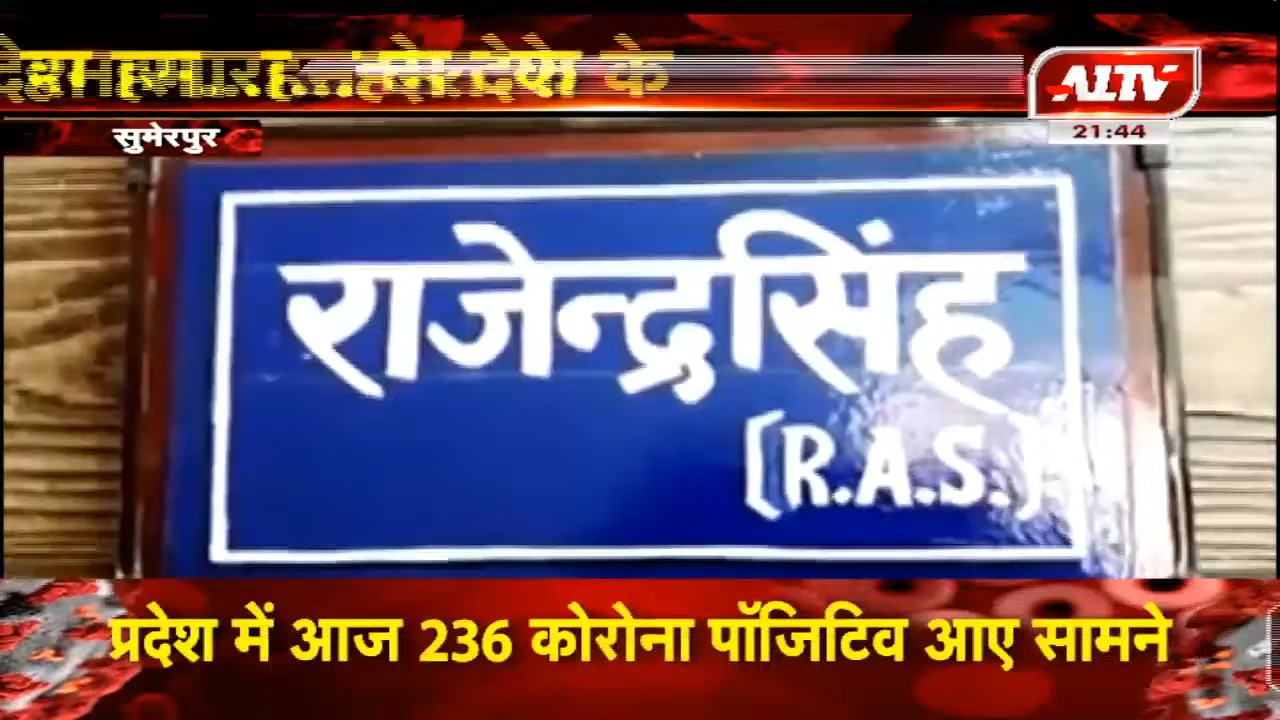 ALTV
21:44
सुमेरपुर
राजेन्द्रसिंह
(R.A.S.)
प्रदेश में आज 236 कोरोना पॉजिटिव आए सामने